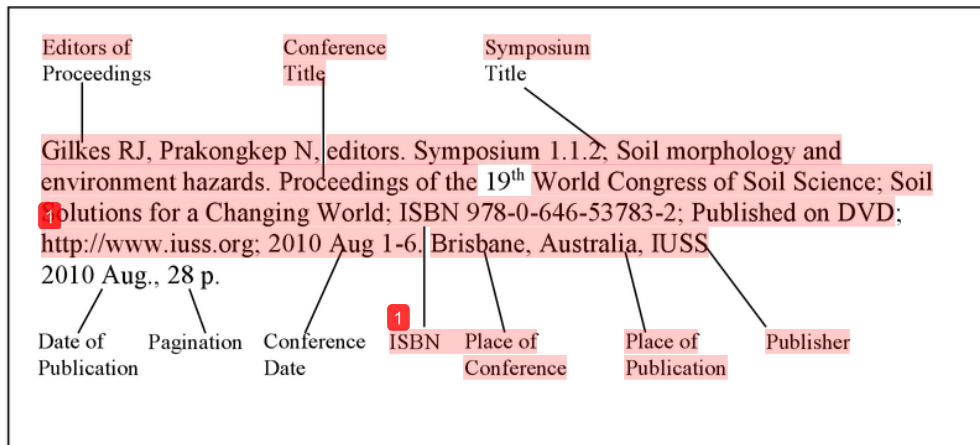 Editors of Conference Symposium
Proceedings Title Title
Gilkes RJ, Prakongkep N, editors. Symposium 1.1.2; Soil morphology and
environment hazards. Proceedings of the 19th World Congress of Soil Science; Soil
1 Solutions for a Changing World; ISBN 978-0-646-53783-2; Published on DVD;
http://www.iuss.org; 2010 Aug 1-6. Brisbane, Australia, IUSS
2010 Aug., 28 p.
1
Date of Pagination Conference ISBN Place of Place of Publisher
Publication Date Conference Publication